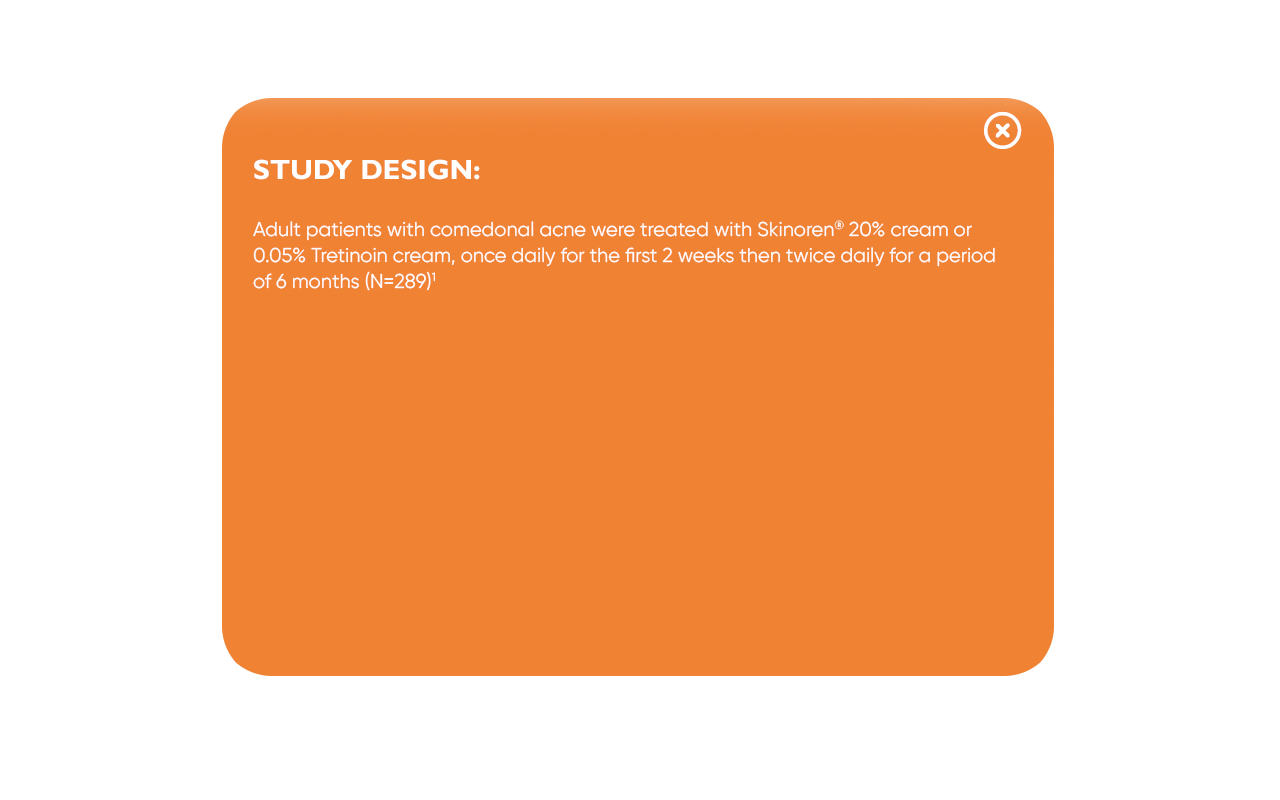 STUDY DESIGN:
Adult patients with comedonal acne were treated with Skinoren® 20% cream or
0.05% Tretinoin cream, once daily for the first 2 weeks then twice daily for a period
of 6 months (N=289)¹